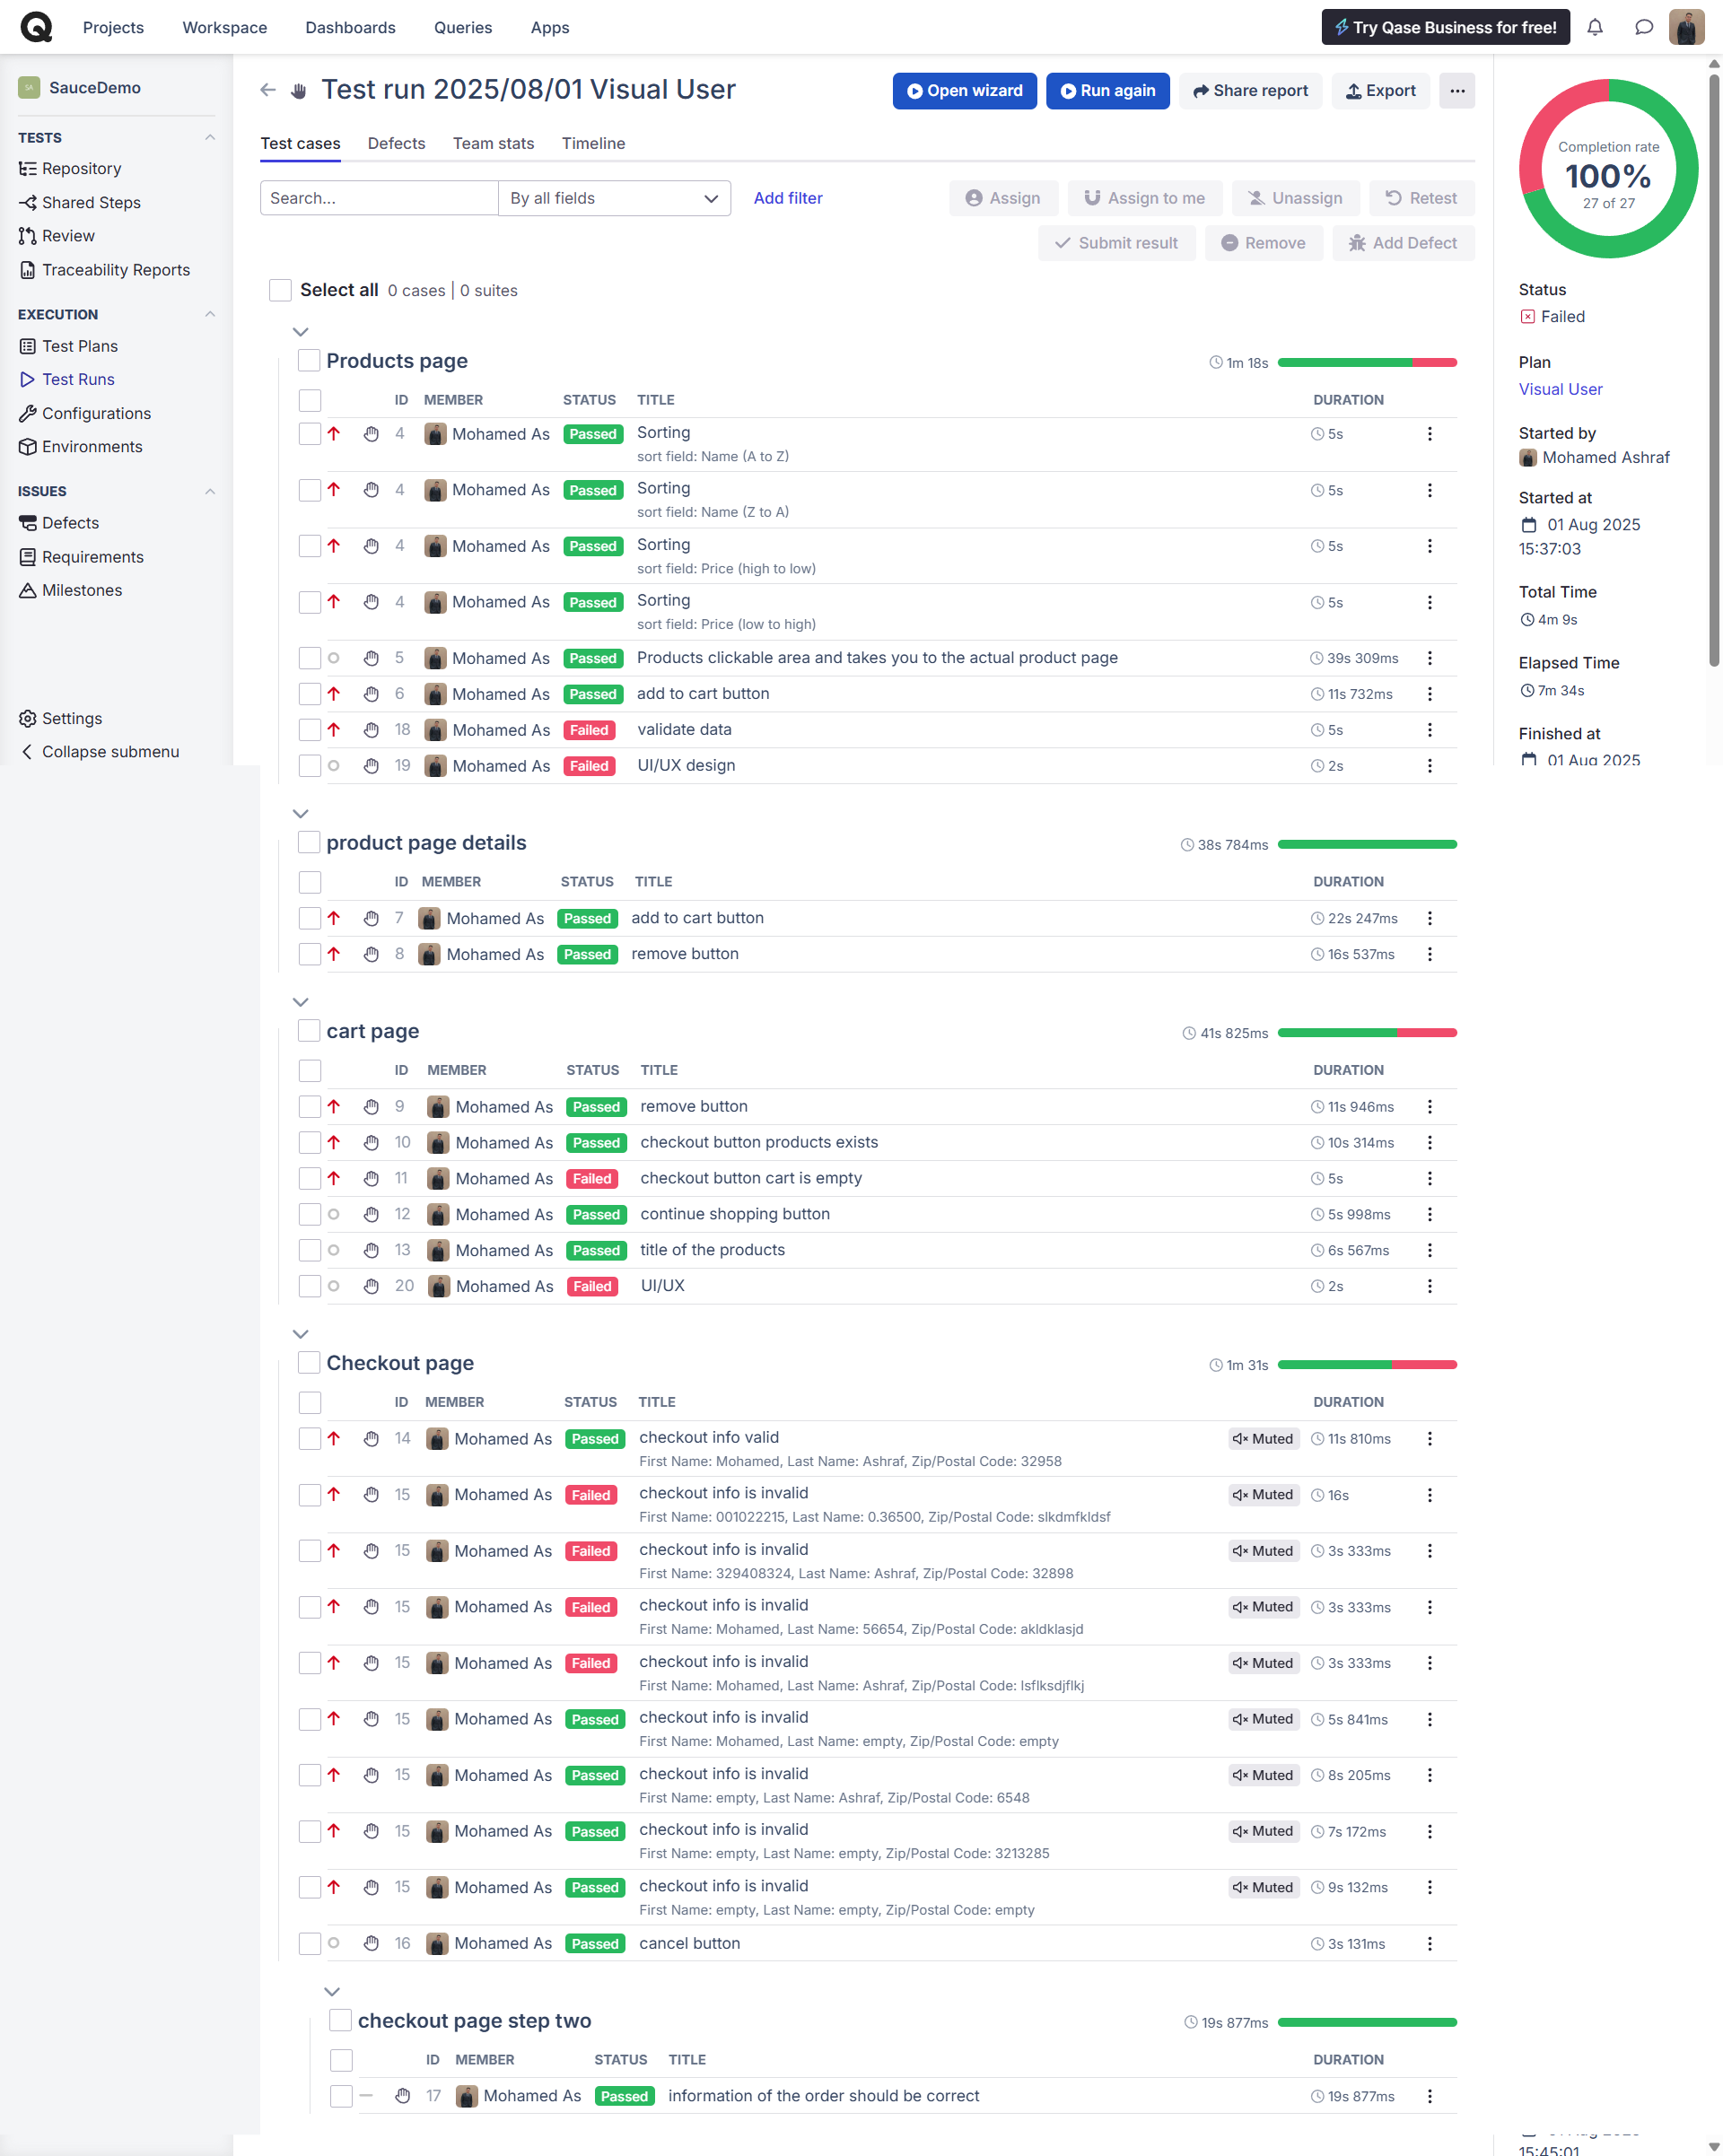 Projects Workspace Dashboards Queries Apps Try Qase Business for free!
SA SauceDemo
TESTS
Repository
Shared Steps
Review
Traceability Reports
EXECUTION
Test Plans
Test Runs
Configurations
Environments
ISSUES
Defects
Requirements
Milestones
Settings
Collapse submenu
Test run 2025/08/01 Visual User
Open wizard Run again Share report Export
Test cases Defects Team stats Timeline
Search... By all fields Add filter
Assign Assign to me Unassign Retest
Submit result Remove Add Defect
Select all 0 cases | 0 suites
Products page 1m 18s
ID MEMBER STATUS TITLE DURATION
4 Mohamed As Passed Sorting 5s
sort field: Name (A to Z)
4 Mohamed As Passed Sorting 5s
sort field: Name (Z to A)
4 Mohamed As Passed Sorting 5s
sort field: Price (high to low)
4 Mohamed As Passed Sorting 5s
sort field: Price (low to high)
5 Mohamed As Passed Products clickable area and takes you to the actual product page 39s 309ms
6 Mohamed As Passed add to cart button 11s 732ms
18 Mohamed As Failed validate data 5s
19 Mohamed As Failed UI/UX design 2s
product page details 38s 784ms
ID MEMBER STATUS TITLE DURATION
7 Mohamed As Passed add to cart button 22s 247ms
8 Mohamed As Passed remove button 16s 537ms
cart page 41s 825ms
ID MEMBER STATUS TITLE DURATION
9 Mohamed As Passed remove button 11s 946ms
10 Mohamed As Passed checkout button products exists 10s 314ms
11 Mohamed As Failed checkout button cart is empty 5s
12 Mohamed As Passed continue shopping button 5s 998ms
13 Mohamed As Passed title of the products 6s 567ms
20 Mohamed As Failed UI/UX 2s
Checkout page 1m 31s
ID MEMBER STATUS TITLE DURATION
14 Mohamed As Passed checkout info valid Muted 11s 810ms
First Name: Mohamed, Last Name: Ashraf, Zip/Postal Code: 32958
15 Mohamed As Failed checkout info is invalid Muted 16s
First Name: 001022215, Last Name: 0.36500, Zip/Postal Code: slkdmfkldsf
15 Mohamed As Failed checkout info is invalid Muted 3s 333ms
First Name: 329408324, Last Name: Ashraf, Zip/Postal Code: 32898
15 Mohamed As Failed checkout info is invalid Muted 3s 333ms
First Name: Mohamed, Last Name: 56654, Zip/Postal Code: akldklasjd
15 Mohamed As Failed checkout info is invalid Muted 3s 333ms
First Name: Mohamed, Last Name: Ashraf, Zip/Postal Code: lsflksdjflkj
15 Mohamed As Passed checkout info is invalid Muted 5s 841ms
First Name: Mohamed, Last Name: empty, Zip/Postal Code: empty
15 Mohamed As Passed checkout info is invalid Muted 8s 205ms
First Name: empty, Last Name: Ashraf, Zip/Postal Code: 6548
15 Mohamed As Passed checkout info is invalid Muted 7s 172ms
First Name: empty, Last Name: empty, Zip/Postal Code: 3213285
15 Mohamed As Passed checkout info is invalid Muted 9s 132ms
First Name: empty, Last Name: empty, Zip/Postal Code: empty
16 Mohamed As Passed cancel button 3s 131ms
checkout page step two 19s 877ms
ID MEMBER STATUS TITLE DURATION
17 Mohamed As Passed information of the order should be correct 19s 877ms
Completion rate
100%
27 of 27
Status
Failed
Plan
Visual User
Started by
Mohamed Ashraf
Started at
01 Aug 2025
15:37:03
Total Time
4m 9s
Elapsed Time
7m 34s
Finished at
01 Aug 2025
15:45:01